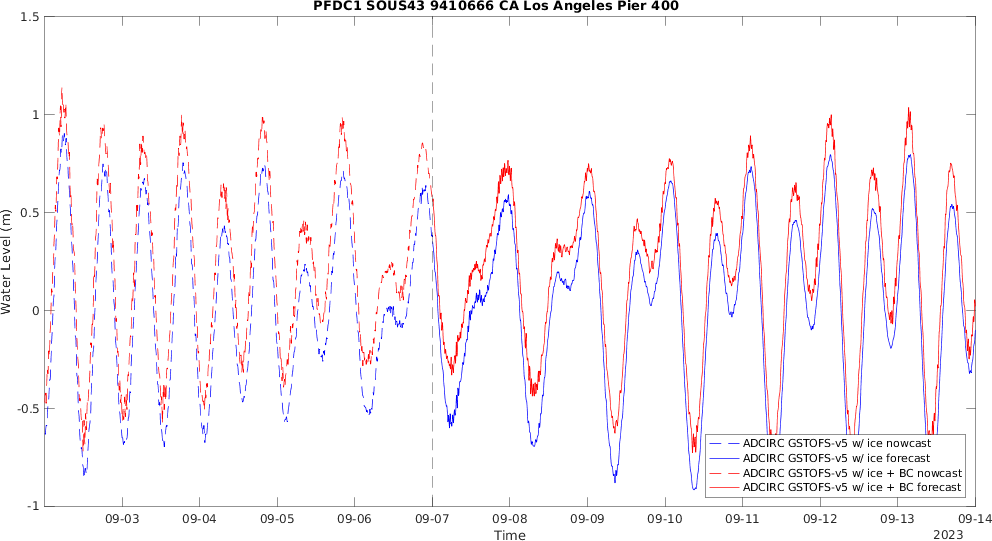 PFDC1 SOUS43 9410666 CA Los Angeles Pier 400
1.5
1
0.5
0
-0.5
-1
Water Level (m)
09-03 09-04 09-05 09-06 09-07 09-08 09-09 09-10 09-11 09-12 09-13 09-14
Time
2023
ADCIRC GSTOFS-v5 w/ ice nowcast
ADCIRC GSTOFS-v5 w/ ice forecast
ADCIRC GSTOFS-v5 w/ ice + BC nowcast
ADCIRC GSTOFS-v5 w/ ice + BC forecast